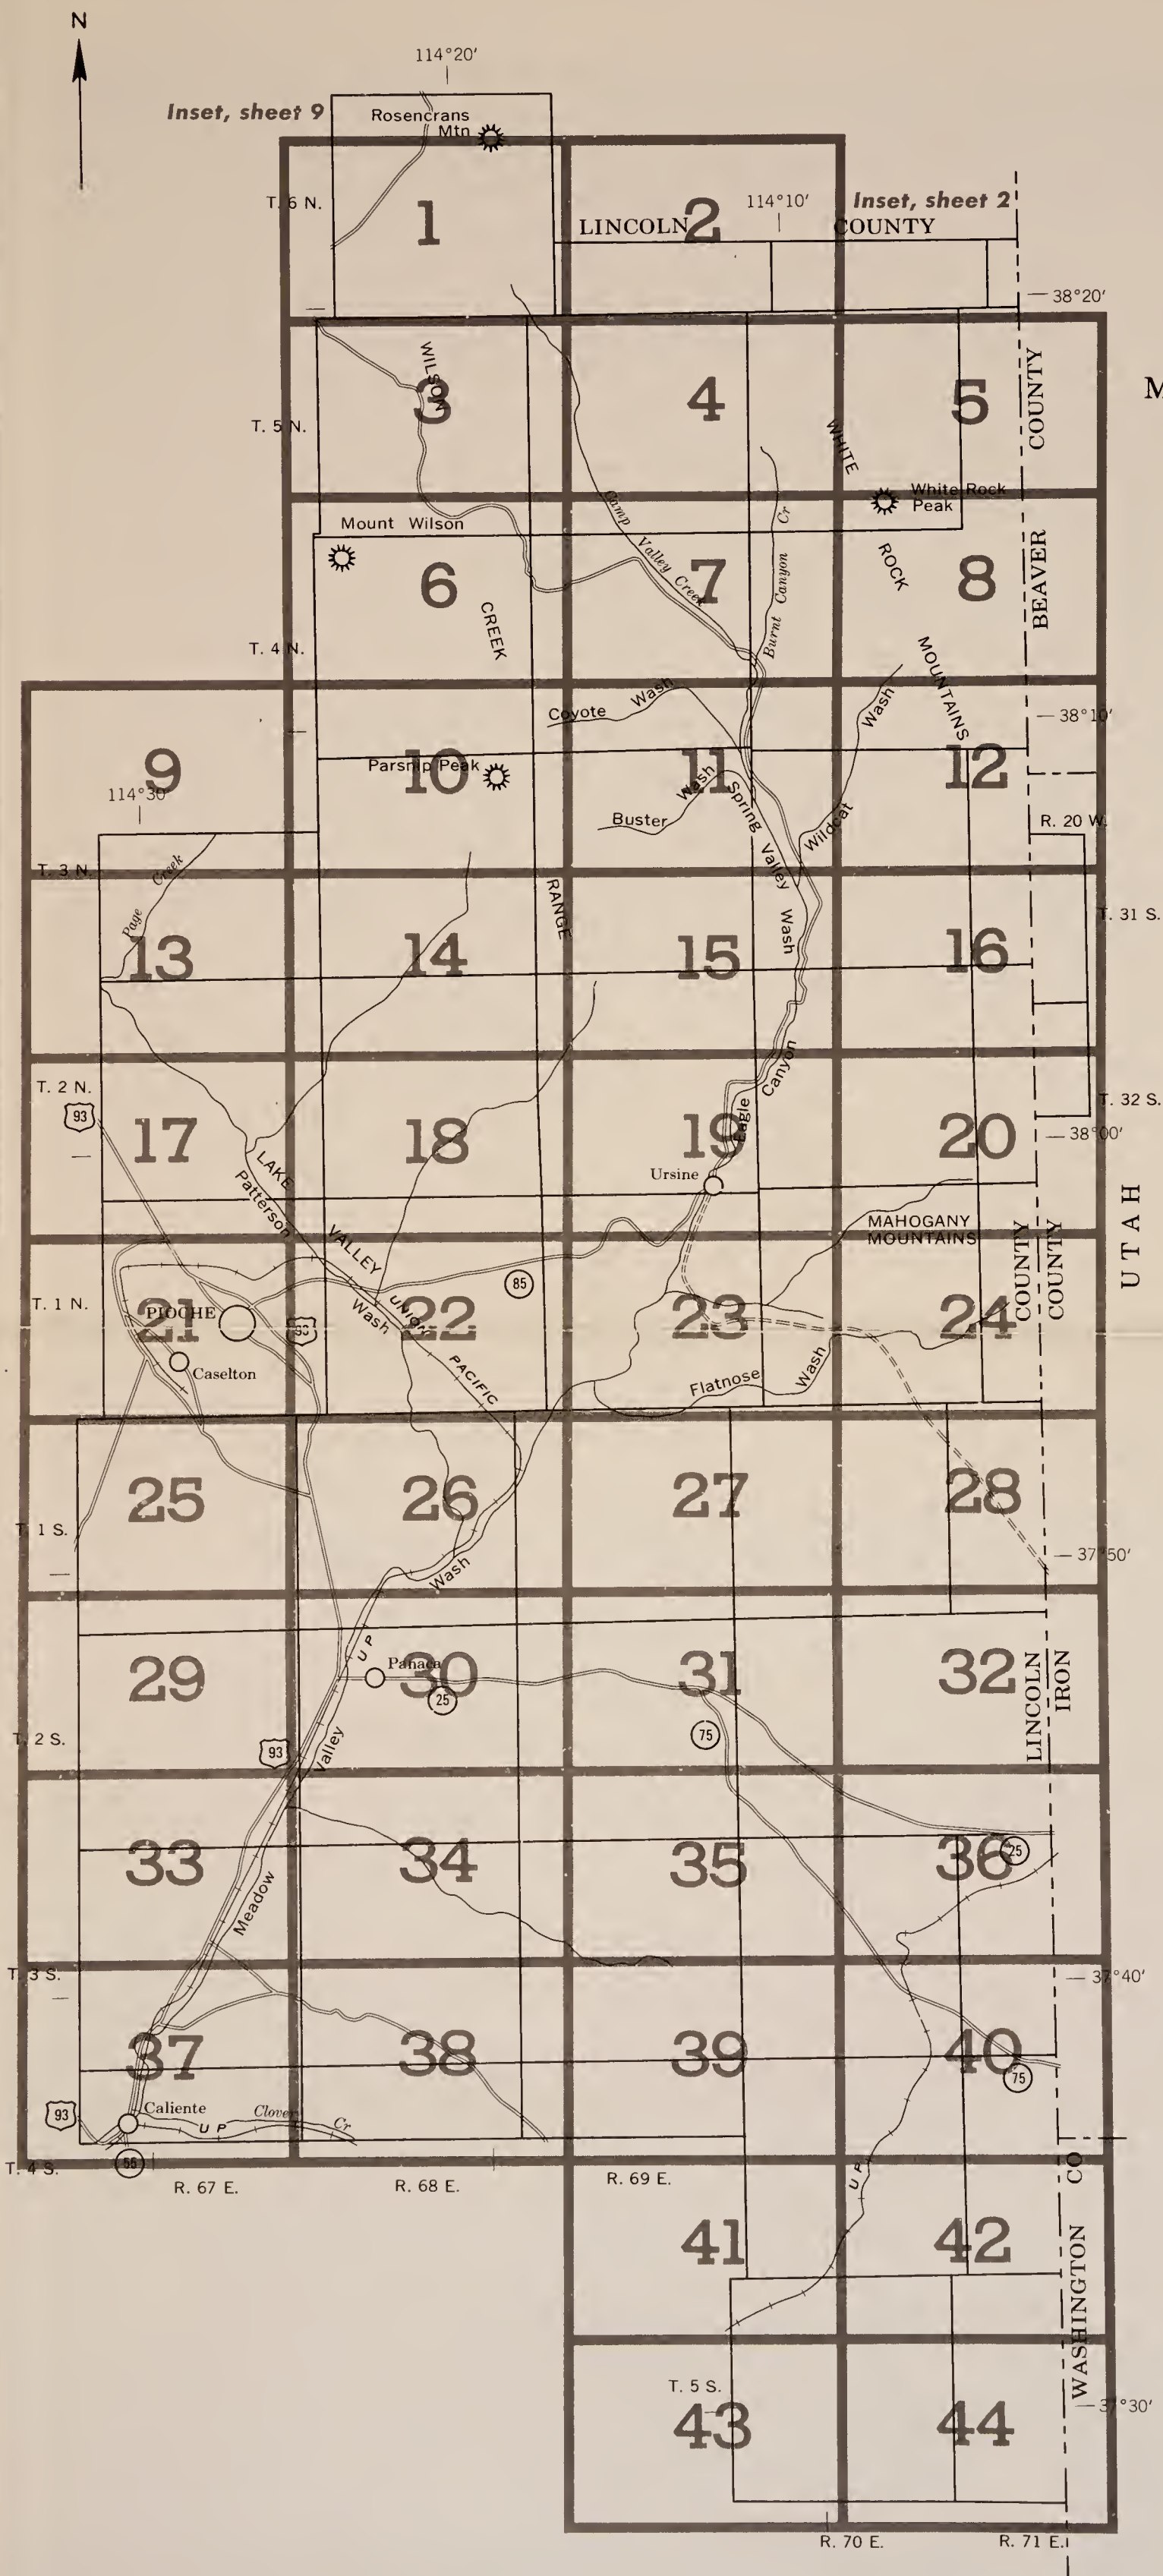 N
114°20′
Inset, sheet 9
Rosencrans
Mtn
T. 6 N.
1
2
114°10′
Inset, sheet 2
LINCOLN COUNTY
38°20′
WILSON
3
4
5
COUNTY
M
T. 5 N.
WHITE
White Rock
Peak
Camp Valley Creek
Burnt Canyon Cr
Mount Wilson
6
7
8
ROCK
BEAVER
CREEK
T. 4 N.
MOUNTAINS
Coyote Wash
Wash
38°10′
9
10
11
12
Parsnip Peak
114°30′
Buster Wash
Spring Valley Wash
Wildcat
R. 20 W.
T. 3 N.
Page Creek
RANGE
T. 31 S.
13
14
15
16
T. 2 N.
93
Eagle Canyon
T. 32 S.
17
18
19
20
38°00′
LAKE
Patterson
Ursine
VALLEY
MAHOGANY
MOUNTAINS
COUNTY
COUNTY
UTAH
85
T. 1 N.
PIOCHE
21
93
Wash
UNION
22
23
24
Caselton
PACIFIC
Flatnose Wash
25
26
27
28
T. 1 S.
37°50′
Wash
29
UP
Panaca
30
25
31
32
LINCOLN
IRON
75
T. 2 S.
93
Valley
33
34
35
36
25
Meadow
T. 3 S.
37°40′
37
38
39
40
75
93
Caliente
UP
Clover Cr
55
T. 4 S.
R. 67 E.
R. 68 E.
R. 69 E.
UP
CO
41
42
WASHINGTON
T. 5 S.
37°30′
43
44
R. 70 E.
R. 71 E.